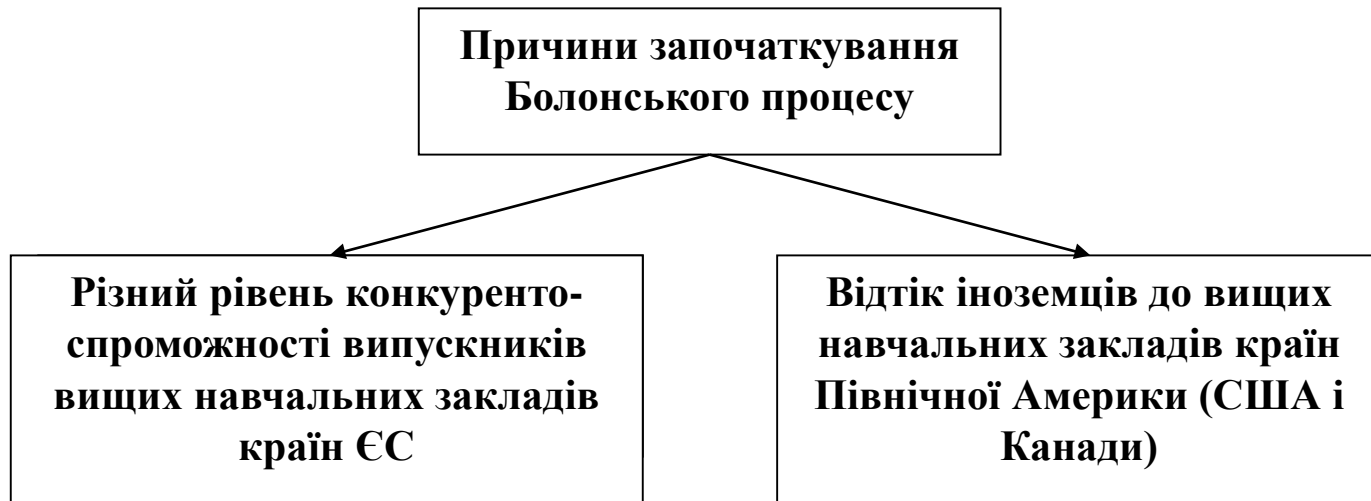 Причини започаткування
Болонського процесу
Різний рівень конкуренто-
спроможності випускників
вищих навчальних закладів
країн ЄС
Відтік іноземців до вищих
навчальних закладів країн
Північної Америки (США і
Канади)